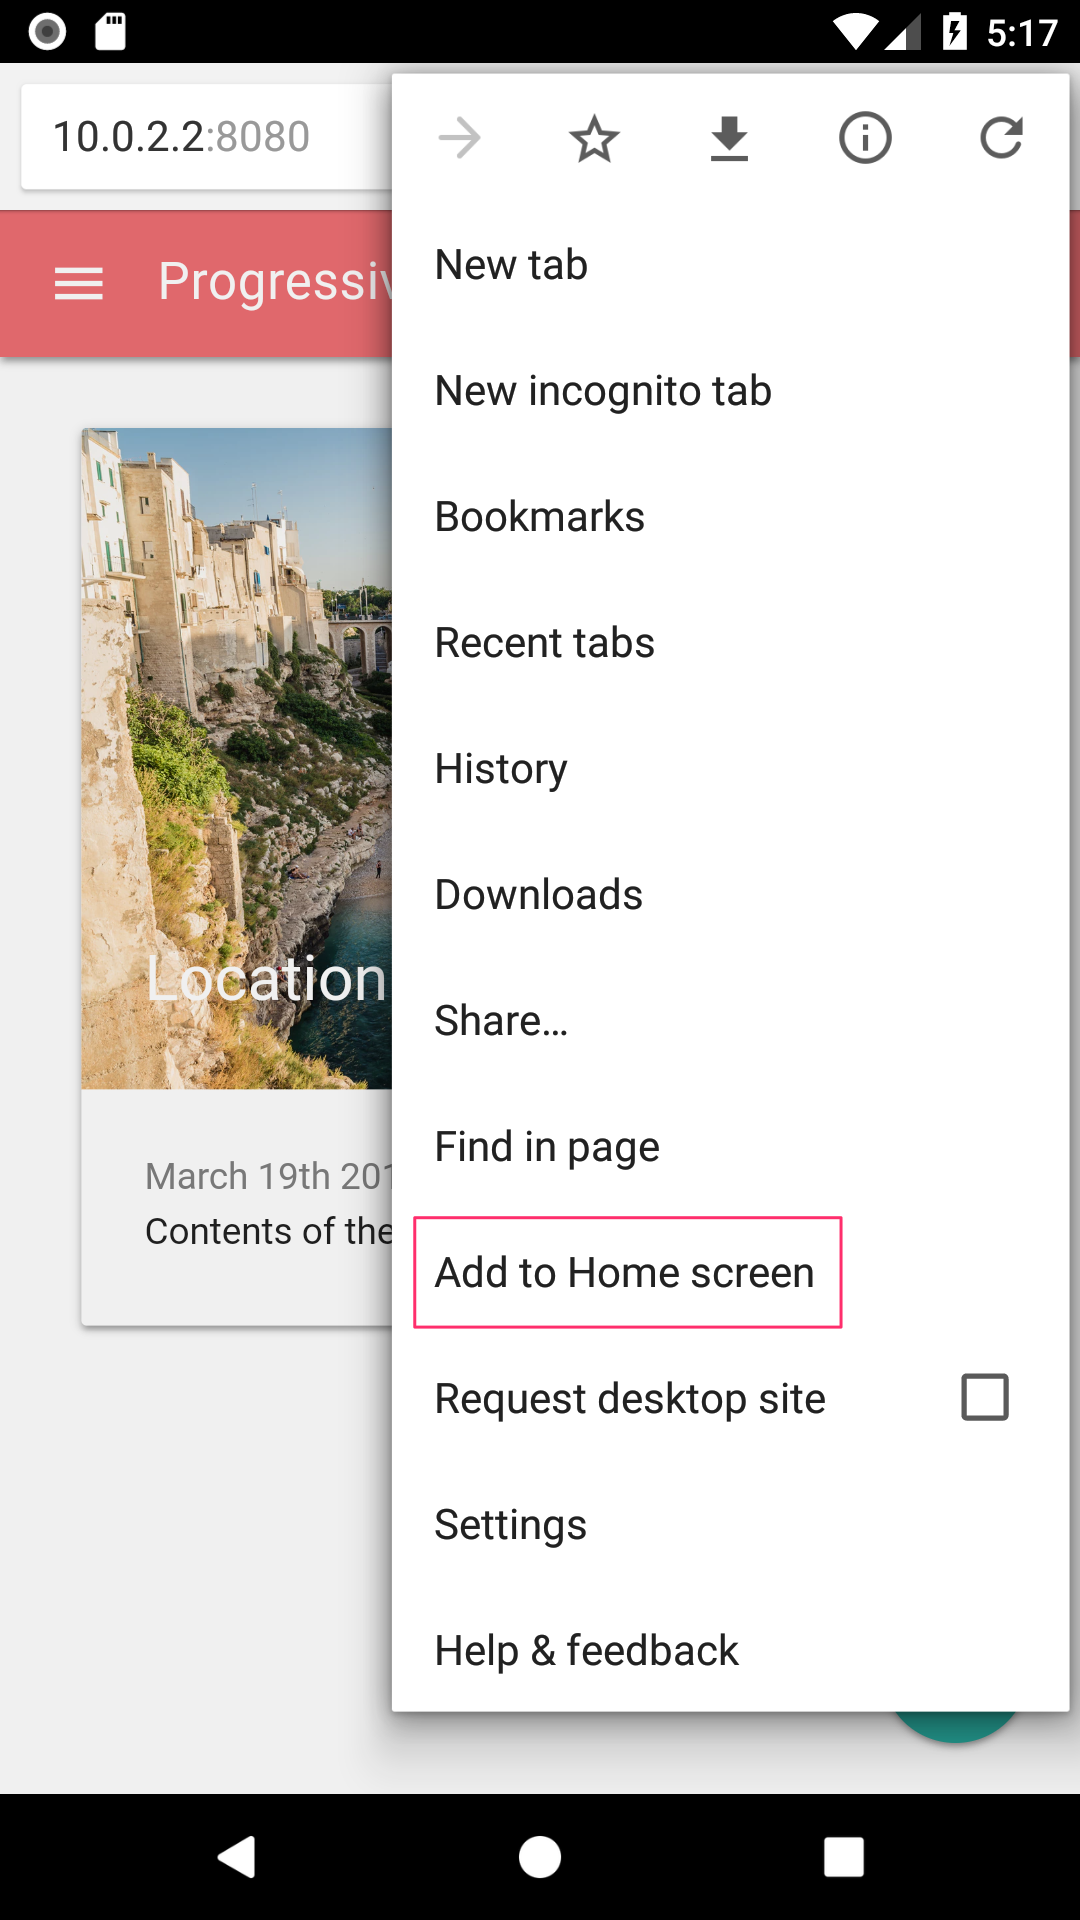 5:17
10.0.2.2:8080
Progressiv
New tab
New incognito tab
Bookmarks
Recent tabs
History
Downloads
Location
Share...
Find in page
March 19th 201
Contents of the
Add to Home screen
Request desktop site
Settings
Help & feedback